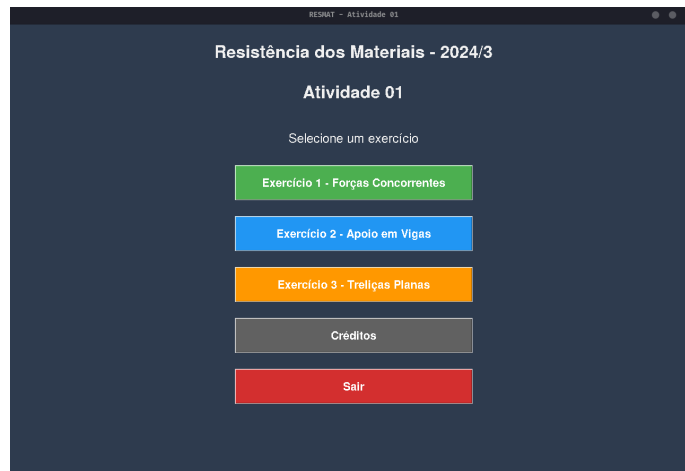 RESMAT - Atividade 01
Resistência dos Materiais - 2024/3
Atividade 01
Selecione um exercício
Exercício 1 - Forças Concorrentes
Exercício 2 - Apoio em Vigas
Exercício 3 - Treliças Planas
Créditos
Sair